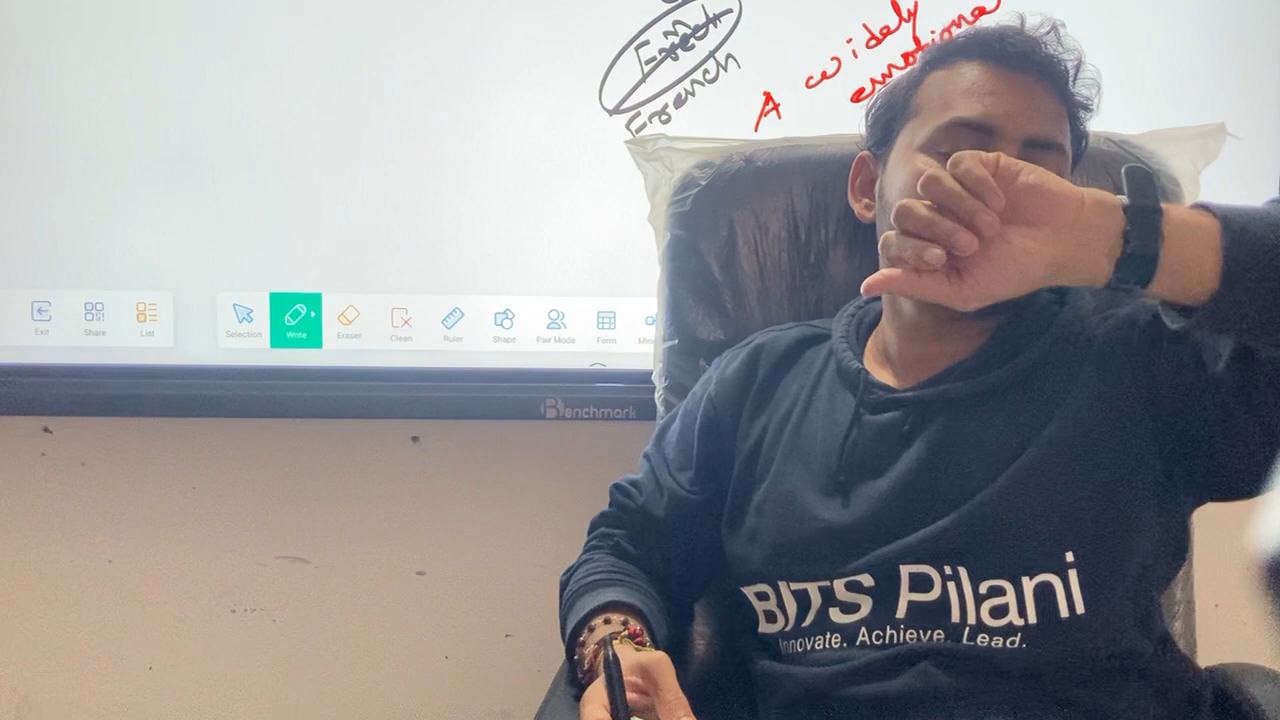 French
A widely
emotional
Exit Share List Selection Write Eraser Clean Ruler Shape Pair Mode Form
Benchmark
BITS Pilani
Innovate. Achieve. Lead.